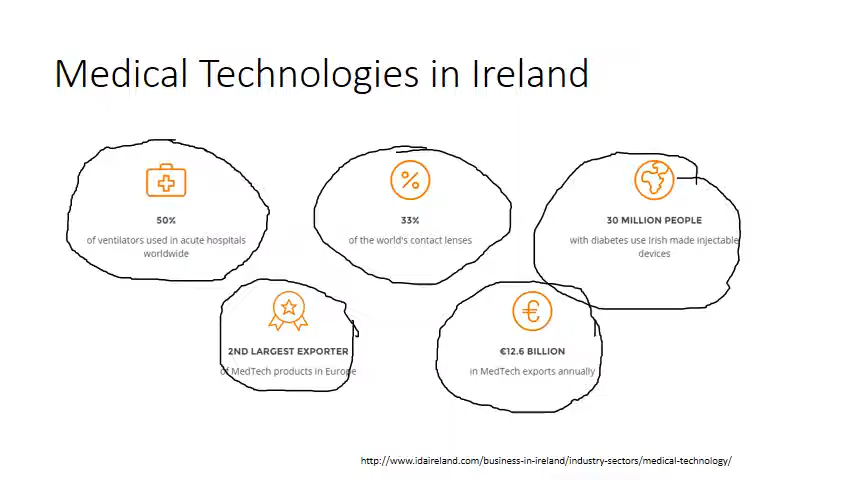 Medical Technologies in Ireland
50%
of ventilators used in acute hospitals
worldwide
33%
of the world's contact lenses
30 MILLION PEOPLE
with diabetes use Irish made injectable
devices
2ND LARGEST EXPORTER
of MedTech products in Europe
€12.6 BILLION
in MedTech exports annually
http://www.idaireland.com/business-in-ireland/industry-sectors/medical-technology/